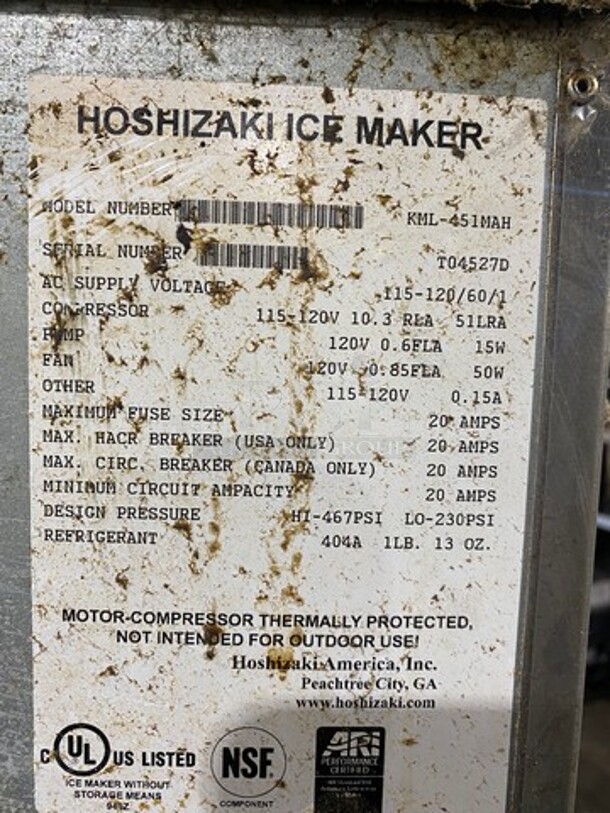 HOSHIZAKI ICE MAKER
MODEL NUMBER KML-451MAH
SERIAL NUMBER T04527D
AC SUPPLY VOLTAGE 115-120/60/1
COMPRESSOR 115-120V 10.3 RLA 51LRA
PUMP 120V 0.6FLA 15W
FAN 120V 0.85FLA 50W
OTHER 115-120V 0.15A
MAXIMUM FUSE SIZE 20 AMPS
MAX. HACR BREAKER (USA ONLY) 20 AMPS
MAX. CIRC. BREAKER (CANADA ONLY) 20 AMPS
MINIMUM CIRCUIT AMPACITY 20 AMPS
DESIGN PRESSURE HI-467PSI LO-230PSI
REFRIGERANT 404A 1LB. 13 OZ.
MOTOR-COMPRESSOR THERMALLY PROTECTED,
NOT INTENDED FOR OUTDOOR USE!
Hoshizaki America, Inc.
Peachtree City, GA
www.hoshizaki.com
C UL US LISTED
ICE MAKER WITHOUT
STORAGE MEANS
NSF
COMPONENT
ARI
PERFORMANCE
CERTIFIED